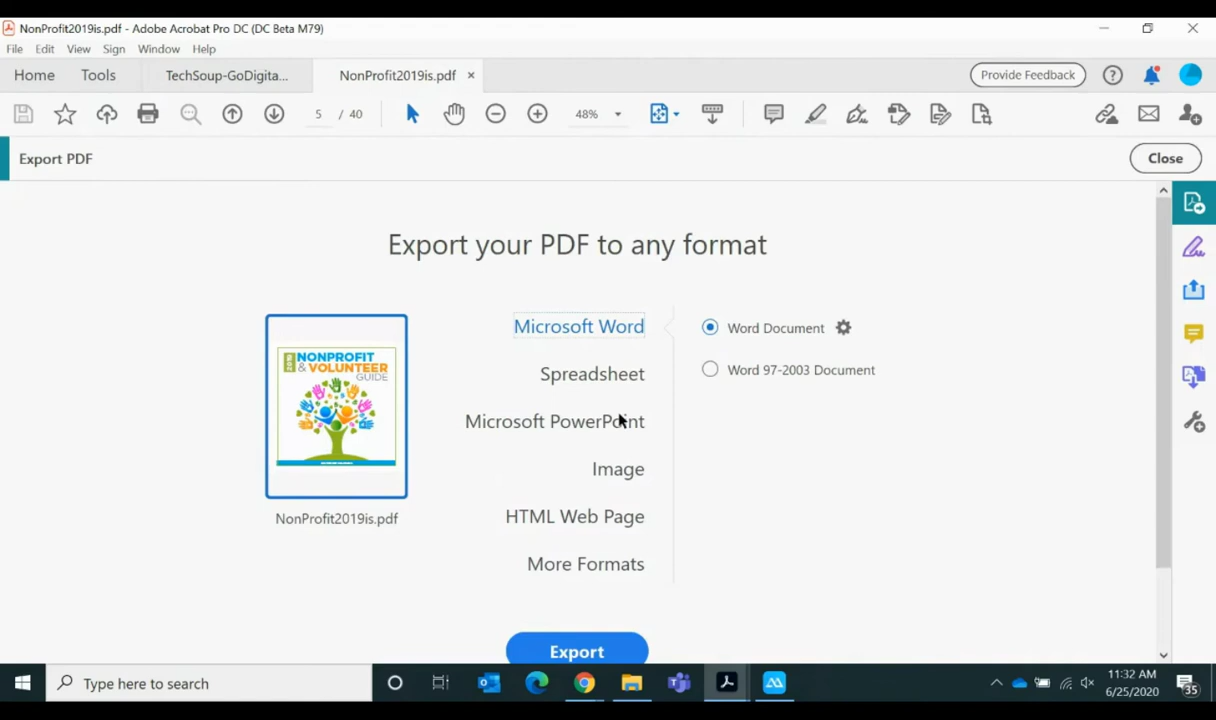 NonProfit2019is.pdf - Adobe Acrobat Pro DC (DC Beta M79)
File Edit View Sign Window Help
Home Tools TechSoup-GoDigita... NonProfit2019is.pdf × Provide Feedback
5 / 40 48%
Export PDF Close
Export your PDF to any format
Microsoft Word
Word Document
Spreadsheet
Word 97-2003 Document
Microsoft PowerPoint
Image
HTML Web Page
More Formats
2019 NONPROFIT
& VOLUNTEER
GUIDE
NonProfit2019is.pdf
Export
Type here to search
11:32 AM
6/25/2020
35